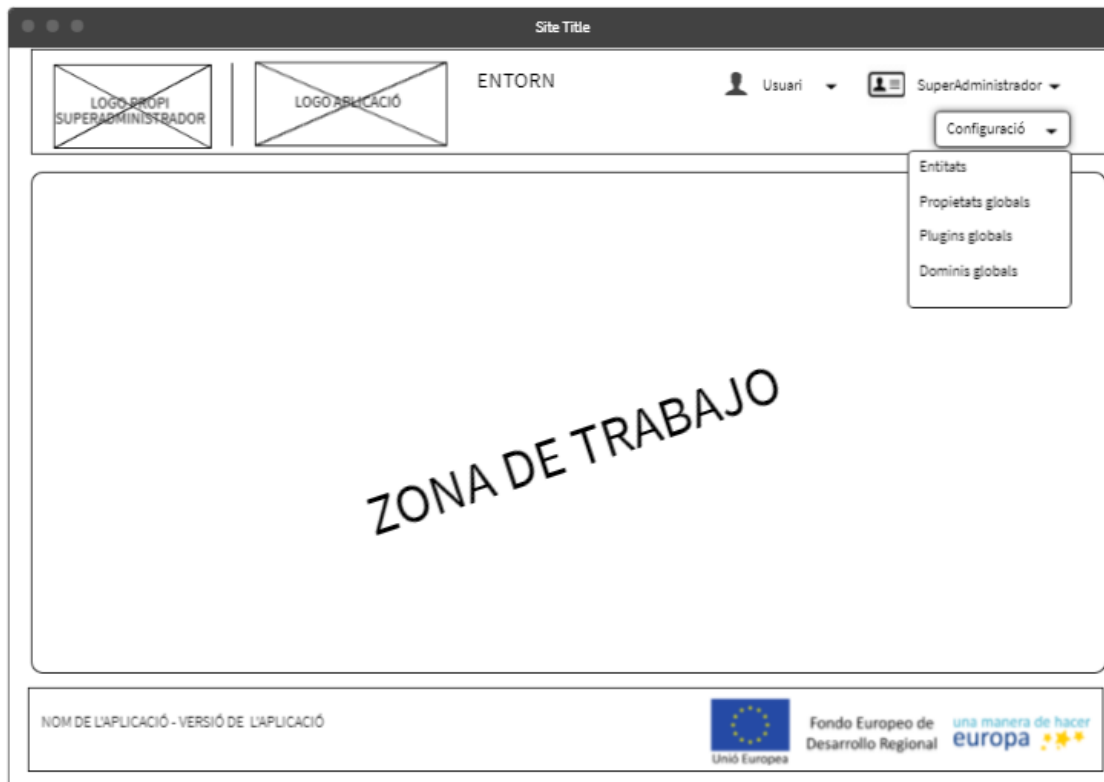 Site Title
LOGO PROPI
SUPERADMINISTRADOR
LOGO APLICACIÓ
ENTORN
Usuari
SuperAdministrador
Configuració
Entitats
Propietats globals
Plugins globals
Dominis globals
ZONA DE TRABAJO
NOM DE L'APLICACIÓ - VERSIÓ DE L'APLICACIÓ
Unió Europea
Fondo Europeo de
Desarrollo Regional
una manera de hacer
europa